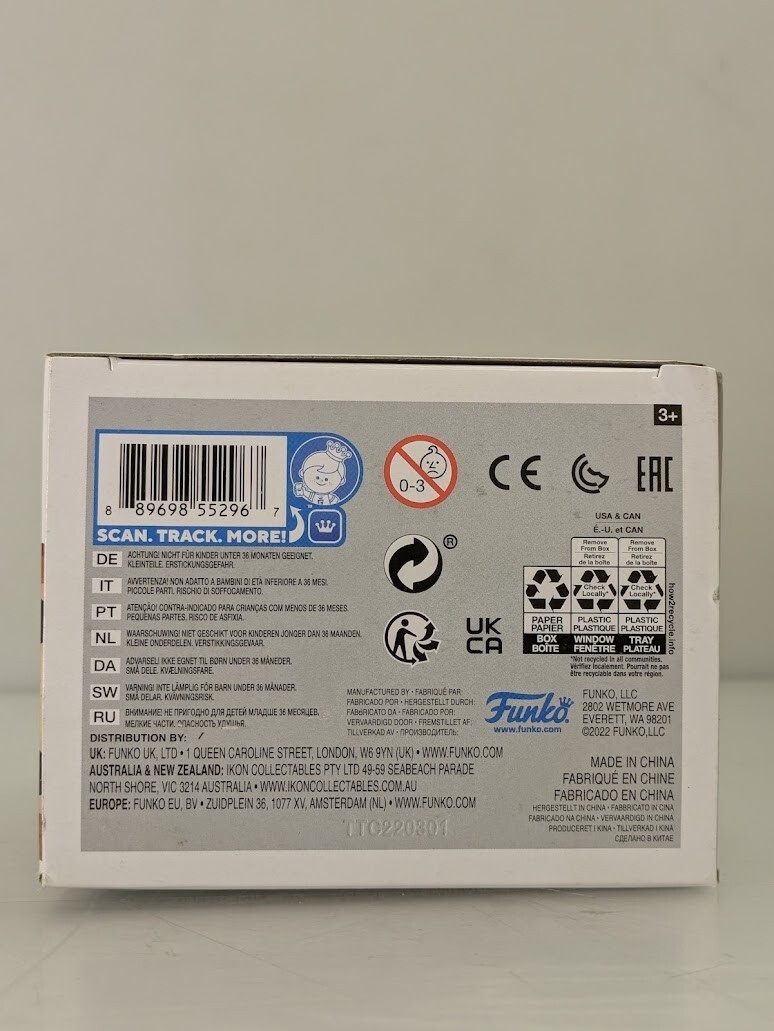 3+
8 89698 55296 7
SCAN. TRACK. MORE!
0-3
CE
EAC
®
UK
CA
USA & CAN
É.-U. et CAN
Remove
From Box
Retirez
de la boîte
Remove
From Box
Retirez
de la boîte
Check
Locally*
Check
Locally*
PAPER
PAPIER
PLASTIC
PLASTIQUE
PLASTIC
PLASTIQUE
BOX
BOÎTE
WINDOW
FENÊTRE
TRAY
PLATEAU
*Not recycled in all communities.
Vérifiez localement. Pourrait ne pas
être recyclable dans votre région.
how2recycle.info
DE ACHTUNG! NICHT FÜR KINDER UNTER 36 MONATEN GEEIGNET.
KLEINTEILE. ERSTICKUNGSGEFAHR.
IT AVVERTENZA! NON ADATTO A BAMBINI DI ETÀ INFERIORE A 36 MESI.
PICCOLE PARTI. RISCHIO DI SOFFOCAMENTO.
PT ATENÇÃO! CONTRA-INDICADO PARA CRIANÇAS COM MENOS DE 36 MESES.
PEQUENAS PARTES. RISCO DE ASFIXIA.
NL WAARSCHUWING! NIET GESCHIKT VOOR KINDEREN JONGER DAN 36 MAANDEN.
KLEINE ONDERDELEN. VERSTIKKINGSGEVAAR.
DA ADVARSEL! IKKE EGNET TIL BØRN UNDER 36 MÅNEDER.
SMÅ DELE. KVÆLNINGSFARE.
SW VARNING! INTE LÄMPLIG FÖR BARN UNDER 36 MÅNADER.
SMÅ DELAR. KVÄVNINGSRISK.
RU ВНИМАНИЕ! НЕ ПРИГОДНО ДЛЯ ДЕТЕЙ МЛАДШЕ 36 МЕСЯЦЕВ.
МЕЛКИЕ ЧАСТИ. ОПАСНОСТЬ УДУШЬЯ.
MANUFACTURED BY • FABRIQUÉ PAR:
FABRICADO POR • HERGESTELLT DURCH:
FABBRICATO DA • FABRICADO POR:
VERVAARDIGD DOOR • FREMSTILLET AF:
TILLVERKAD AV • ПРОИЗВОДИТЕЛЬ:
Funko®
www.funko.com
FUNKO, LLC
2802 WETMORE AVE
EVERETT, WA 98201
©2022 FUNKO,LLC
DISTRIBUTION BY:
UK: FUNKO UK, LTD • 1 QUEEN CAROLINE STREET, LONDON, W6 9YN (UK) • WWW.FUNKO.COM
AUSTRALIA & NEW ZEALAND: IKON COLLECTABLES PTY LTD 49-59 SEABEACH PARADE
NORTH SHORE, VIC 3214 AUSTRALIA • WWW.IKONCOLLECTABLES.COM.AU
EUROPE: FUNKO EU, BV • ZUIDPLEIN 36, 1077 XV, AMSTERDAM (NL) • WWW.FUNKO.COM
MADE IN CHINA
FABRIQUÉ EN CHINE
FABRICADO EN CHINA
HERGESTELLT IN CHINA • FABBRICATO IN CINA
FABRICADO NA CHINA • VERVAARDIGD IN CHINA
PRODUCERET I KINA • TILLVERKAD I KINA
СДЕЛАНО В КИТАЕ
TTC220301